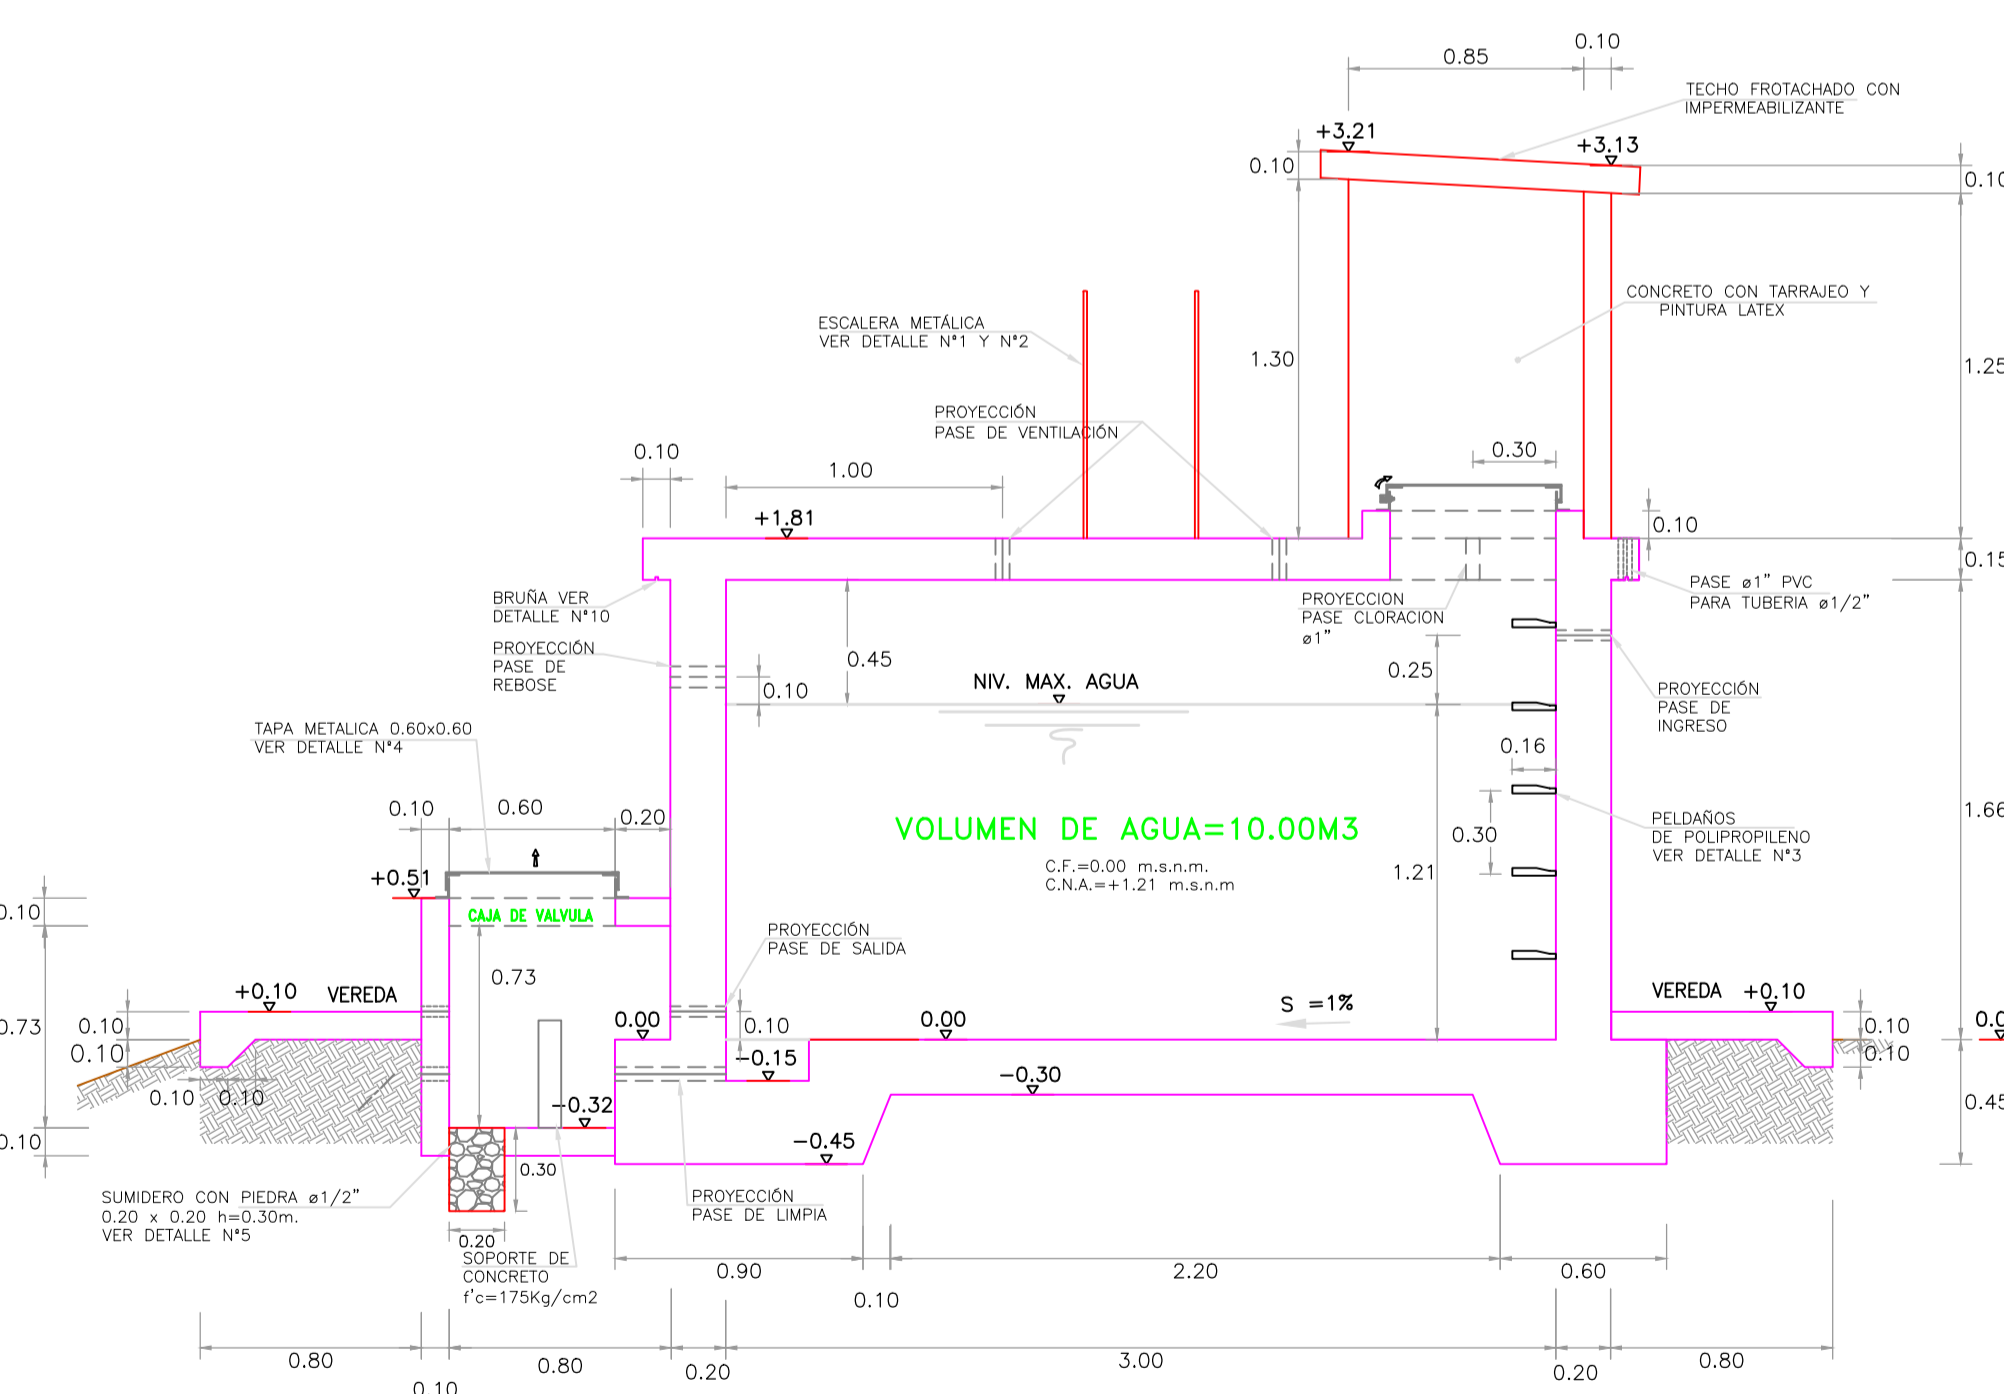 0.10
0.85
TECHO FROTACHADO CON
IMPERMEABILIZANTE
+3.21
+3.13
0.10
0.10
CONCRETO CON TARRAJEO Y
PINTURA LATEX
ESCALERA METÁLICA
VER DETALLE N°1 Y N°2
1.30
1.25
PROYECCIÓN
PASE DE VENTILACIÓN
0.10
1.00
0.30
+1.81
0.10
0.15
PASE ø1" PVC
PARA TUBERIA ø1/2"
BRUÑA VER
DETALLE N°10
PROYECCION
PASE CLORACION
ø1"
PROYECCIÓN
PASE DE
REBOSE
0.45
0.25
0.10
NIV. MAX. AGUA
PROYECCIÓN
PASE DE
INGRESO
TAPA METALICA 0.60x0.60
VER DETALLE N°4
0.16
0.10
0.60
0.20
VOLUMEN DE AGUA=10.00M3
C.F.=0.00 m.s.n.m.
C.N.A.=+1.21 m.s.n.m
0.30
1.21
PELDAÑOS
DE POLIPROPILENO
VER DETALLE N°3
1.66
+0.51
0.10
CAJA DE VALVULA
PROYECCIÓN
PASE DE SALIDA
0.73
+0.10
VEREDA
S =1%
VEREDA
+0.10
0.73
0.10
0.00
0.10
0.00
0.10
0.0
0.10
-0.15
0.10
0.10
0.10
-0.30
-0.32
0.45
0.10
-0.45
0.30
SUMIDERO CON PIEDRA ø1/2"
0.20 x 0.20 h=0.30m.
VER DETALLE N°5
PROYECCIÓN
PASE DE LIMPIA
0.20
SOPORTE DE
CONCRETO
f'c=175Kg/cm2
0.90
0.10
2.20
0.60
0.80
0.10
0.80
0.20
3.00
0.20
0.80